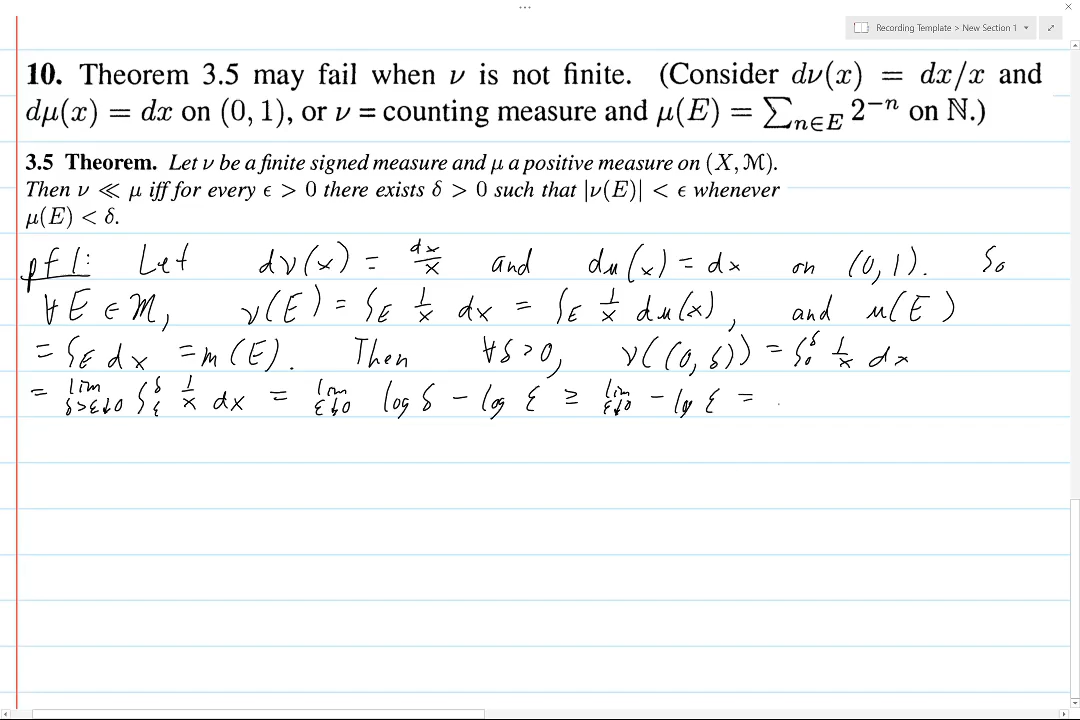 Recording Template > New Section 1
10. Theorem 3.5 may fail when ν is not finite. (Consider dν(x) = dx/x and
dμ(x) = dx on (0, 1), or ν = counting measure and μ(E) = ∑_{n∈E} 2^{−n} on ℕ.)
3.5 Theorem. Let ν be a finite signed measure and μ a positive measure on (X, ℳ).
Then ν ≪ μ iff for every ϵ > 0 there exists δ > 0 such that |ν(E)| < ϵ whenever
μ(E) < δ.
pf 1: Let dν(x) = dx/x and dμ(x) = dx on (0, 1). So
∀ E ∈ M, ν(E) = ∫_E 1/x dx = ∫_E 1/x dμ(x), and μ(E)
= ∫_E dx = m(E). Then ∀ δ > 0, ν((0, δ)) = ∫_0^δ 1/x dx
= lim_{δ>ε↓0} ∫_ε^δ 1/x dx = lim_{ε↓0} log δ − log ε ≥ lim_{ε↓0} − log ε =